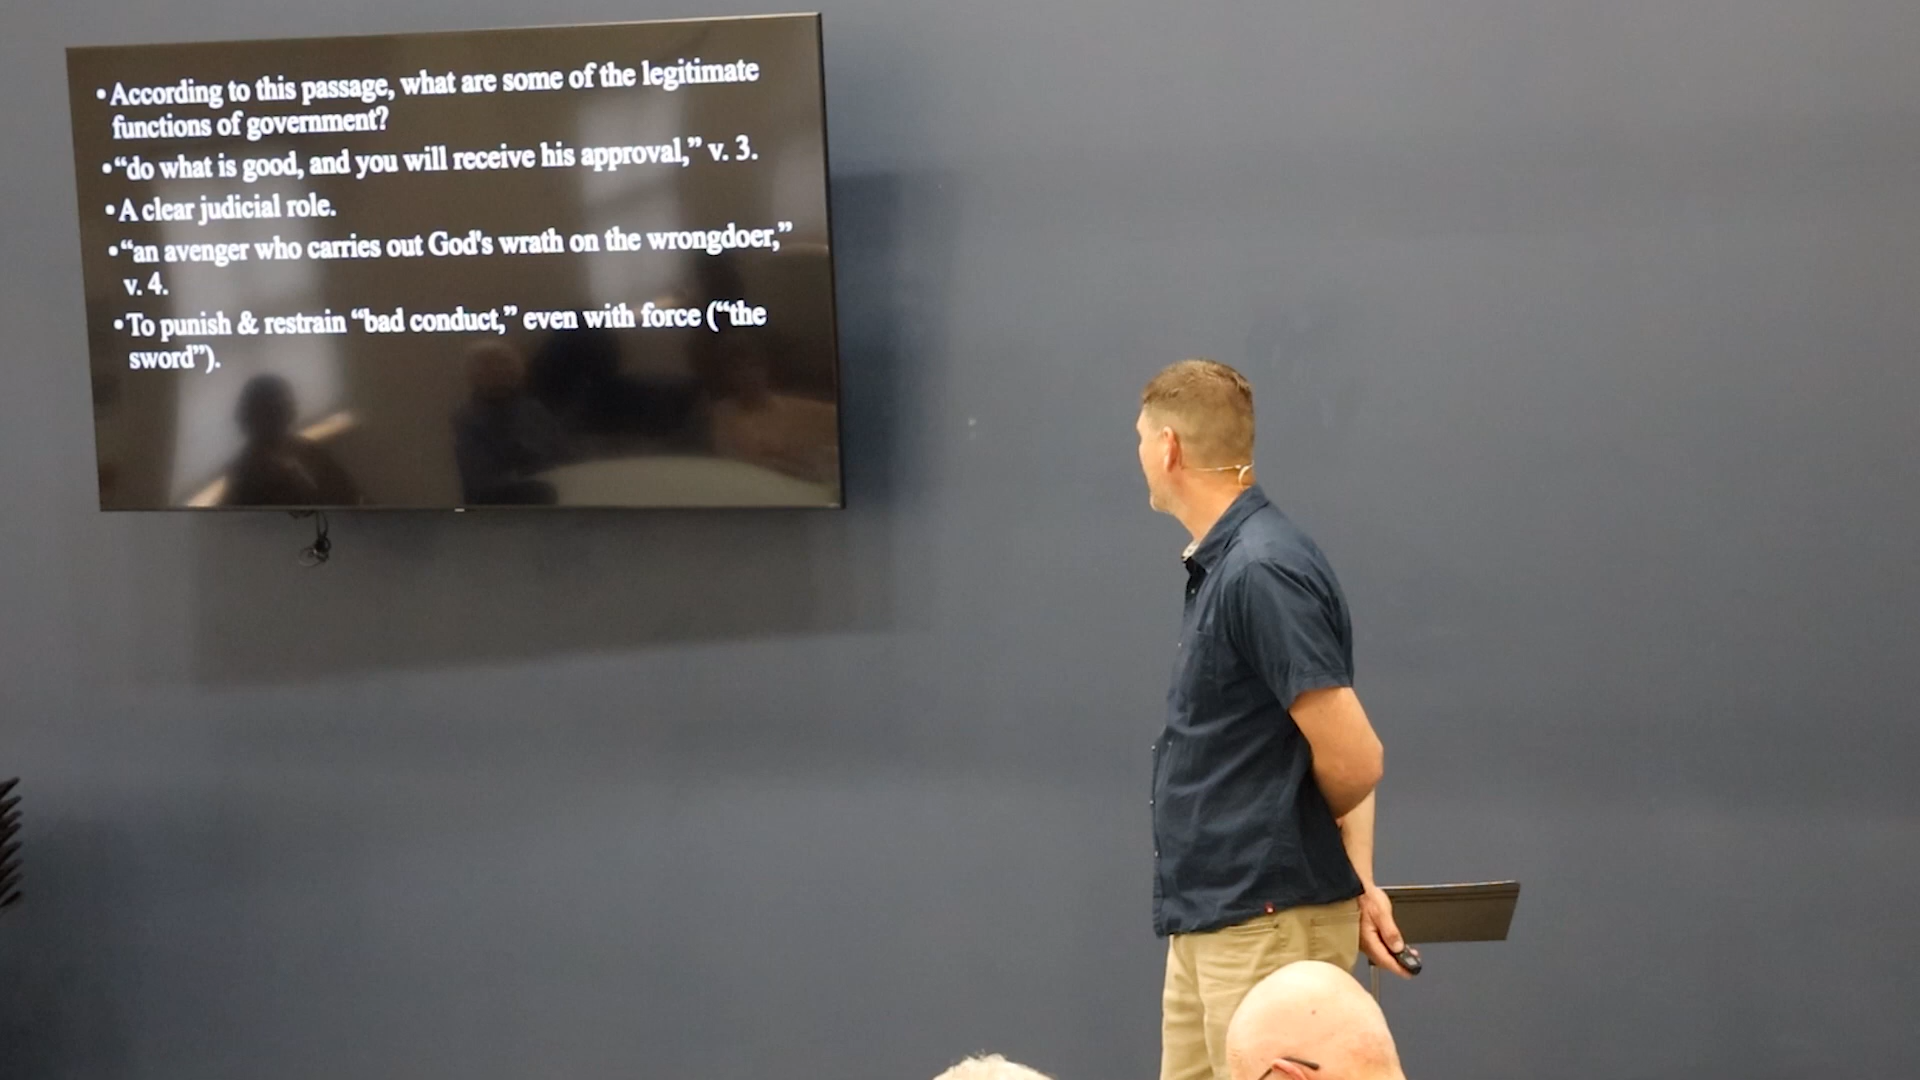 • According to this passage, what are some of the legitimate
functions of government?
• “do what is good, and you will receive his approval,” v. 3.
• A clear judicial role.
• “an avenger who carries out God's wrath on the wrongdoer,”
v. 4.
• To punish & restrain “bad conduct,” even with force (“the
sword”).